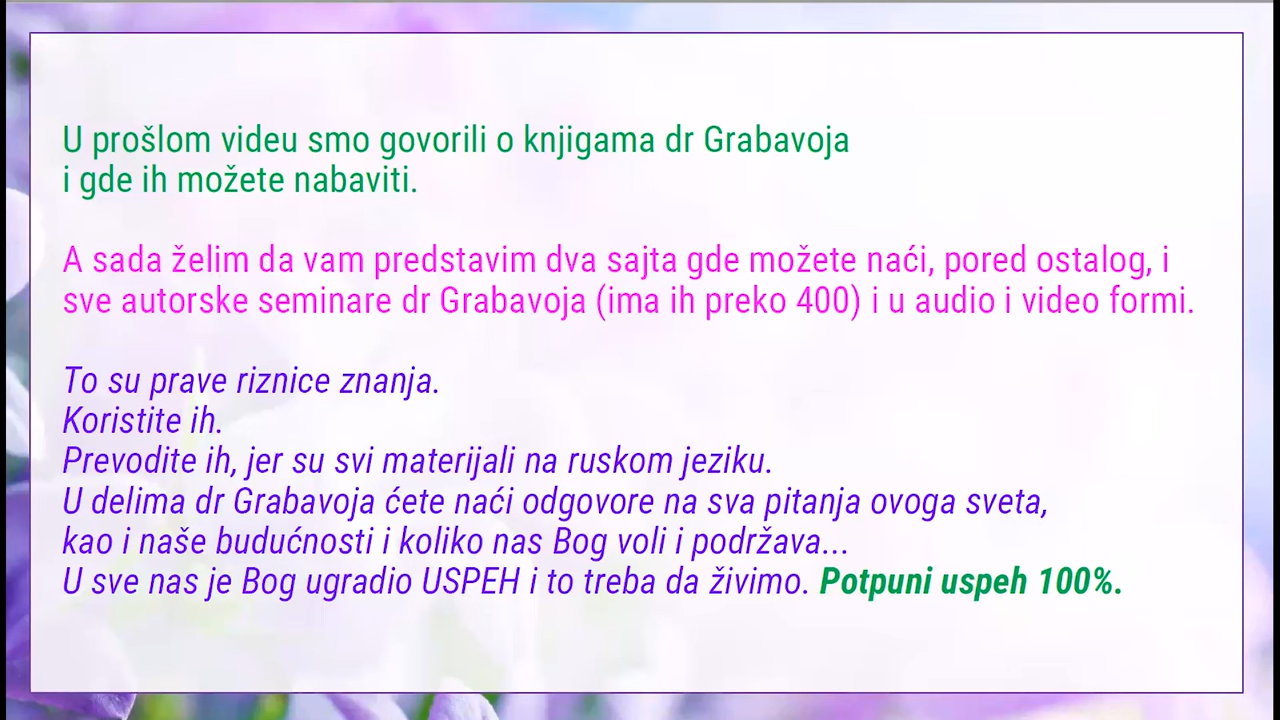 U prošlom videu smo govorili o knjigama dr Grabavoja
i gde ih možete nabaviti.
A sada želim da vam predstavim dva sajta gde možete naći, pored ostalog, i
sve autorske seminare dr Grabavoja (ima ih preko 400) i u audio i video formi.
To su prave riznice znanja.
Koristite ih.
Prevodite ih, jer su svi materijali na ruskom jeziku.
U delima dr Grabavoja ćete naći odgovore na sva pitanja ovoga sveta,
kao i naše budućnosti i koliko nas Bog voli i podržava...
U sve nas je Bog ugradio USPEH i to treba da živimo. Potpuni uspeh 100%.